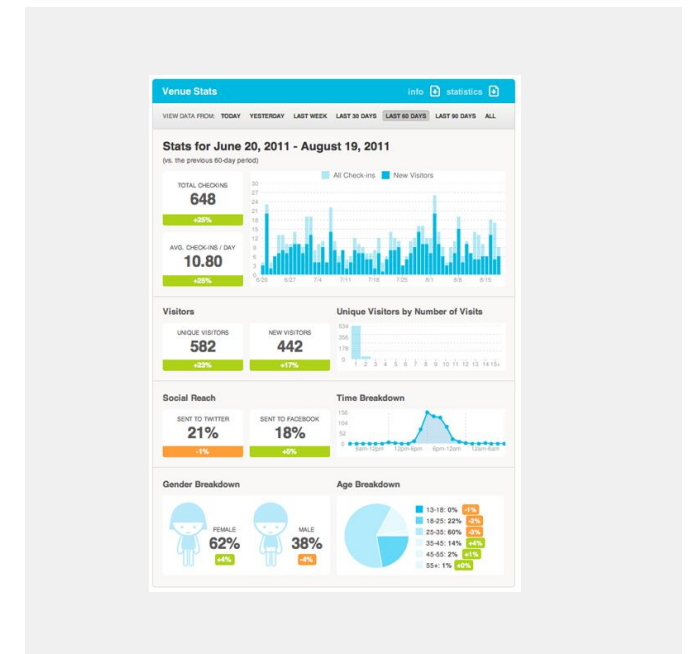 Venue Stats info statistics
VIEW DATA FROM: TODAY YESTERDAY LAST WEEK LAST 30 DAYS LAST 60 DAYS LAST 90 DAYS ALL
Stats for June 20, 2011 - August 19, 2011
(vs. the previous 60-day period)
All Check-ins New Visitors
TOTAL CHECKINS
648
+25%
AVG. CHECK-INS / DAY
10.80
+25%
30
27
24
21
18
15
12
9
6
3
0
6/20 6/27 7/4 7/11 7/18 7/25 8/1 8/8 8/15
Visitors
UNIQUE VISITORS
582
+23%
NEW VISITORS
442
+17%
Unique Visitors by Number of Visits
534
356
178
0
1 2 3 4 5 6 7 8 9 10 11 12 13 14 15+
Social Reach
SENT TO TWITTER
21%
-1%
SENT TO FACEBOOK
18%
+0%
Time Breakdown
156
104
52
0
6am-12pm 12pm-6pm 6pm-12am 12am-6am
Gender Breakdown
FEMALE
62%
+4%
MALE
38%
-4%
Age Breakdown
13-18: 0% -1%
18-25: 22% -3%
25-35: 60% -3%
35-45: 14% +4%
45-55: 2% +1%
55+: 1% +0%